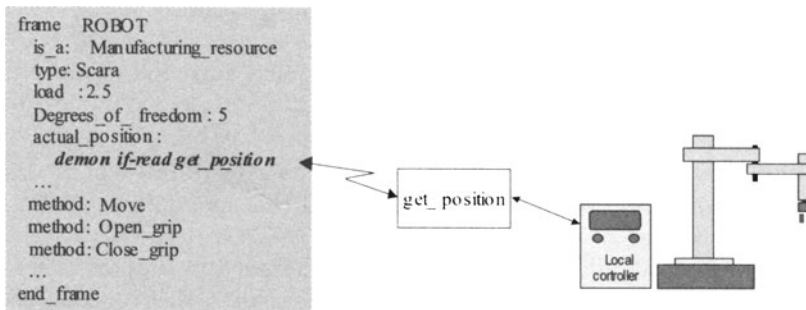 frame ROBOT
is_a: Manufacturing_resource
type: Scara
load :2.5
Degrees_of_ freedom : 5
actual_position :
demon if-read get_position
...
method: Move
method: Open_grip
method: Close_grip
...
end_frame
get_ position
Local
controller